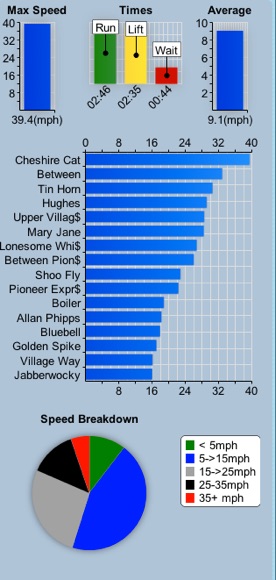 Max Speed Times Average
40
32
24
16
8
39.4(mph)
Run Lift Wait
02:46 02:35 00:44
10
8
6
4
2
9.1(mph)
0 8 16 24 32 40
Cheshire Cat
Between
Tin Horn
Hughes
Upper Villag$
Mary Jane
Lonesome Whi$
Between Pion$
Shoo Fly
Pioneer Expr$
Boiler
Allan Phipps
Bluebell
Golden Spike
Village Way
Jabberwocky
8 16 24 32 40
Speed Breakdown
< 5mph
5->15mph
15->25mph
25-35mph
35+ mph